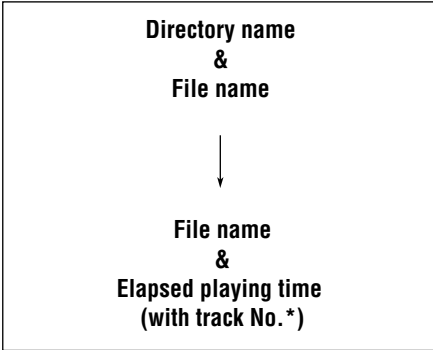 Directory name
&
File name
File name
&
Elapsed playing time
(with track No.*)